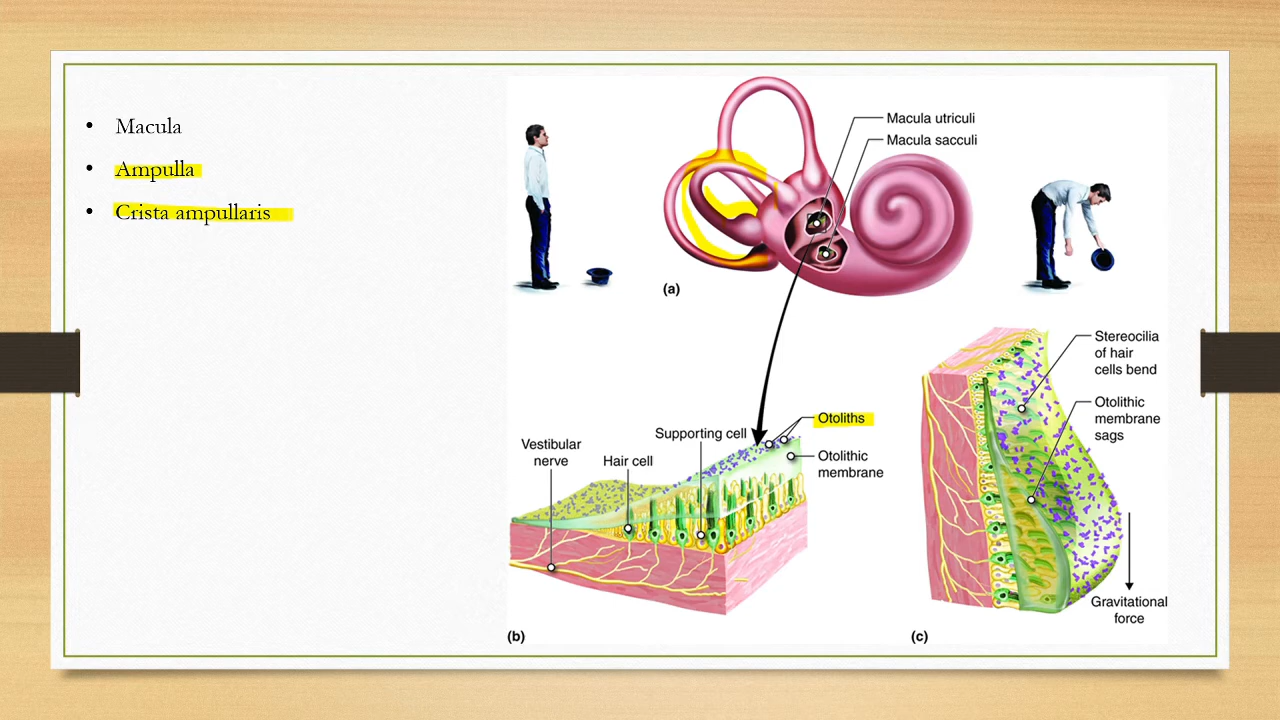 • Macula
• Ampulla
• Crista ampullaris
Macula utriculi
Macula sacculi
(a)
Stereocilia
of hair
cells bend
Otolithic
membrane
sags
Gravitational
force
(c)
Otoliths
Otolithic
membrane
Supporting cell
Hair cell
Vestibular
nerve
(b)